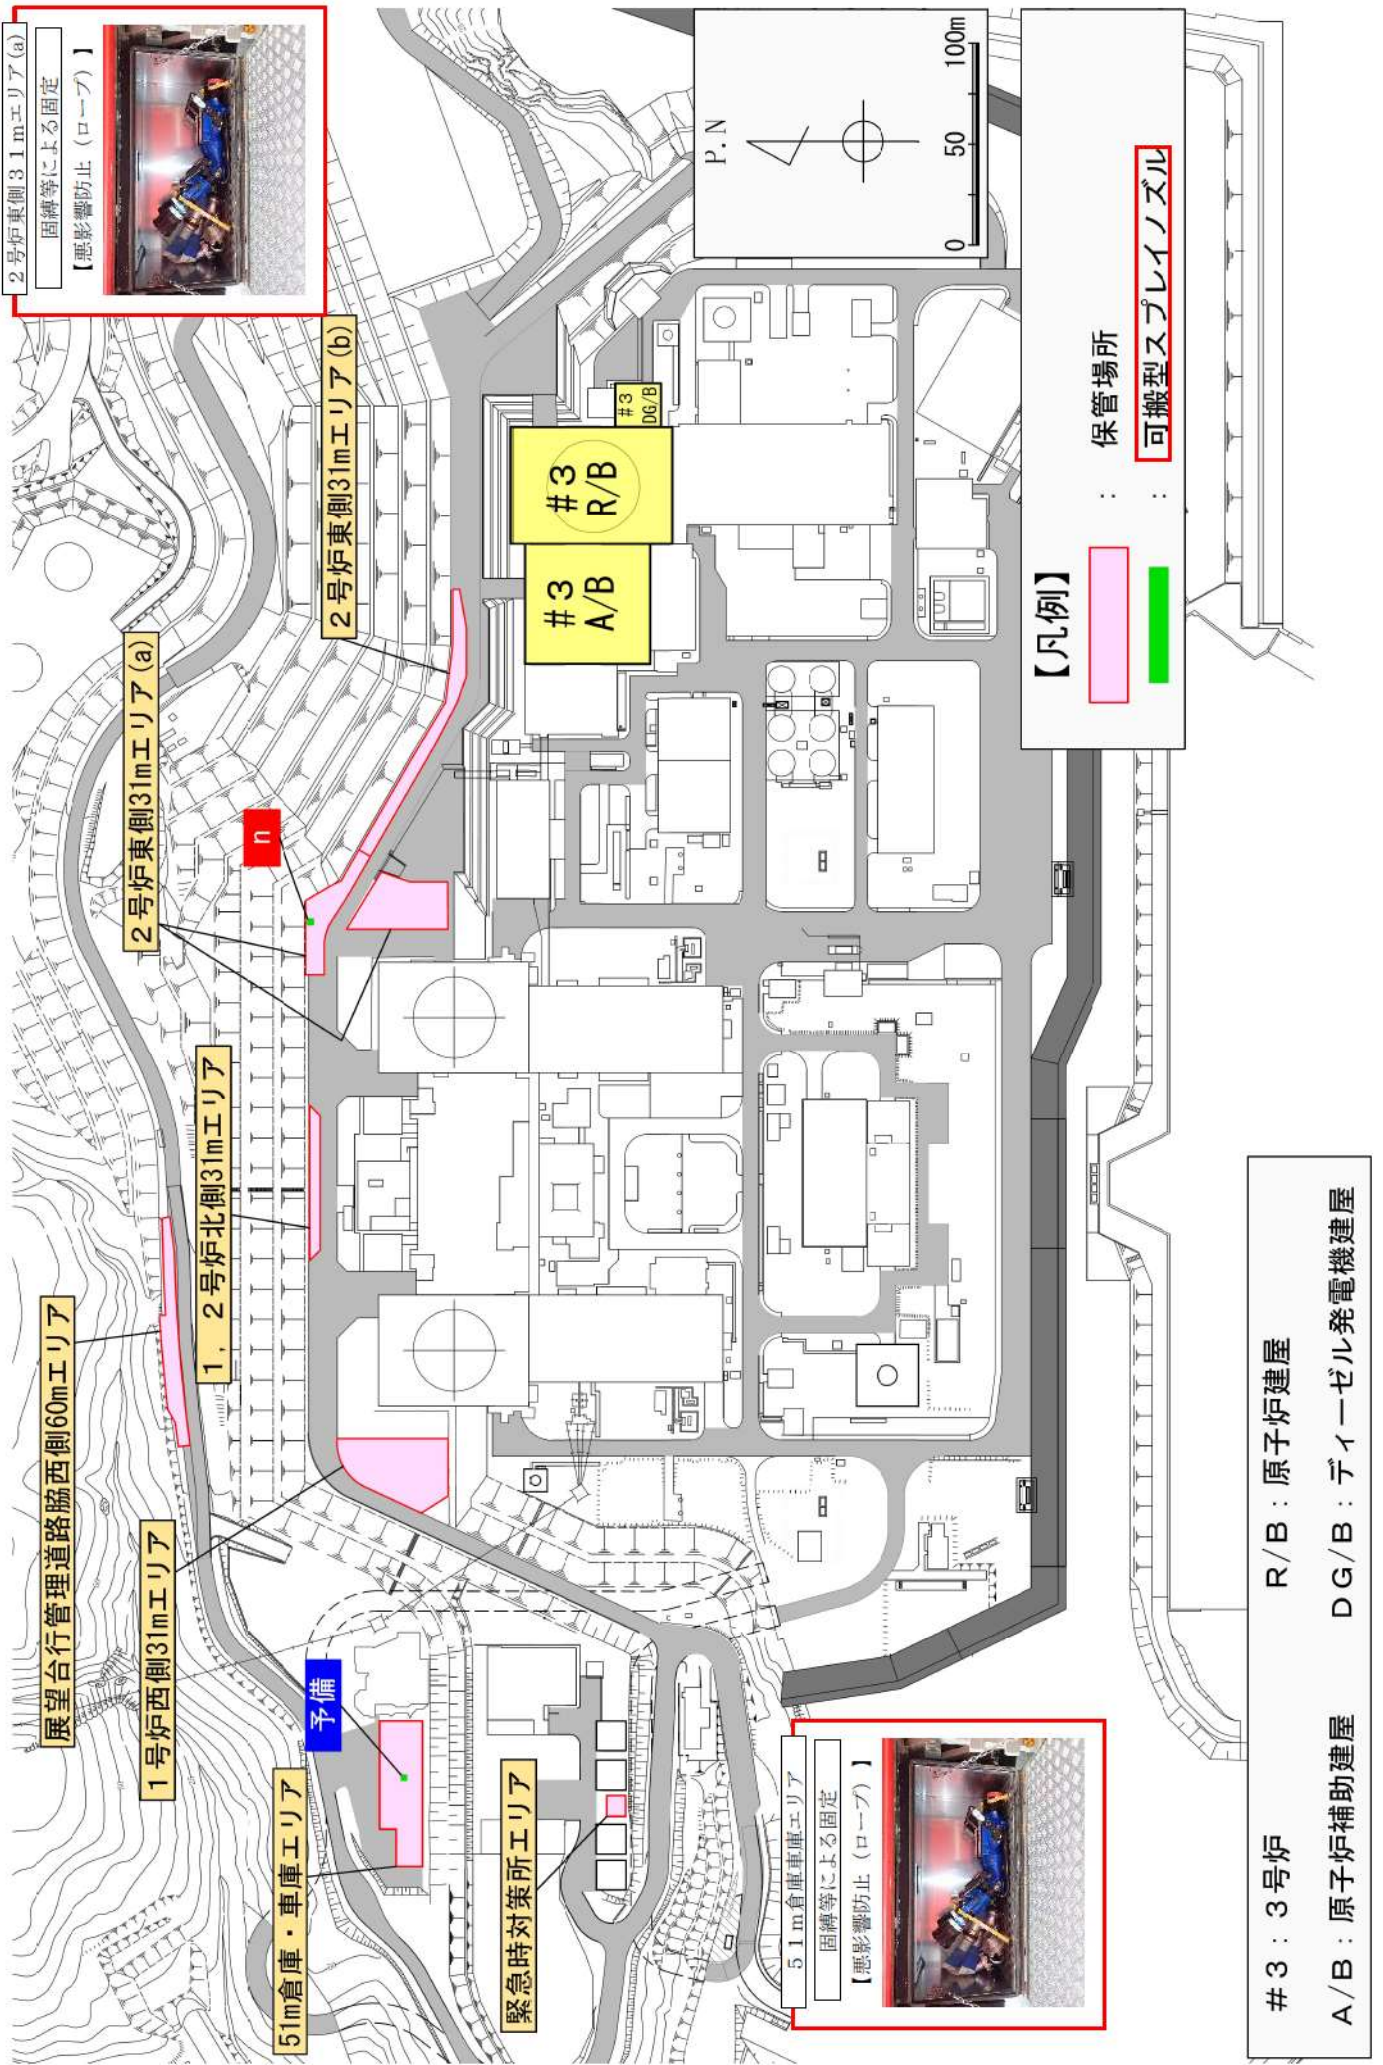 2号炉東側31mエリア(a)
固縛等による固定
【悪影響防止（ロープ）】
P.N
0 50 100m
2号炉東側31mエリア(b)
2号炉東側31mエリア(a)
n
1，2号炉北側31mエリア
展望台行管理道路脇西側60mエリア
1号炉西側31mエリア
予備
51m倉庫・車庫エリア
緊急時対策所エリア
#3
R/B
#3
A/B
#3
DG/B
【凡例】
： 保管場所
： 可搬型スプレイノズル
51m倉庫車庫エリア
固縛等による固定
【悪影響防止（ロープ）】
#3：3号炉 R/B：原子炉建屋
A/B：原子炉補助建屋 DG/B：ディーゼル発電機建屋